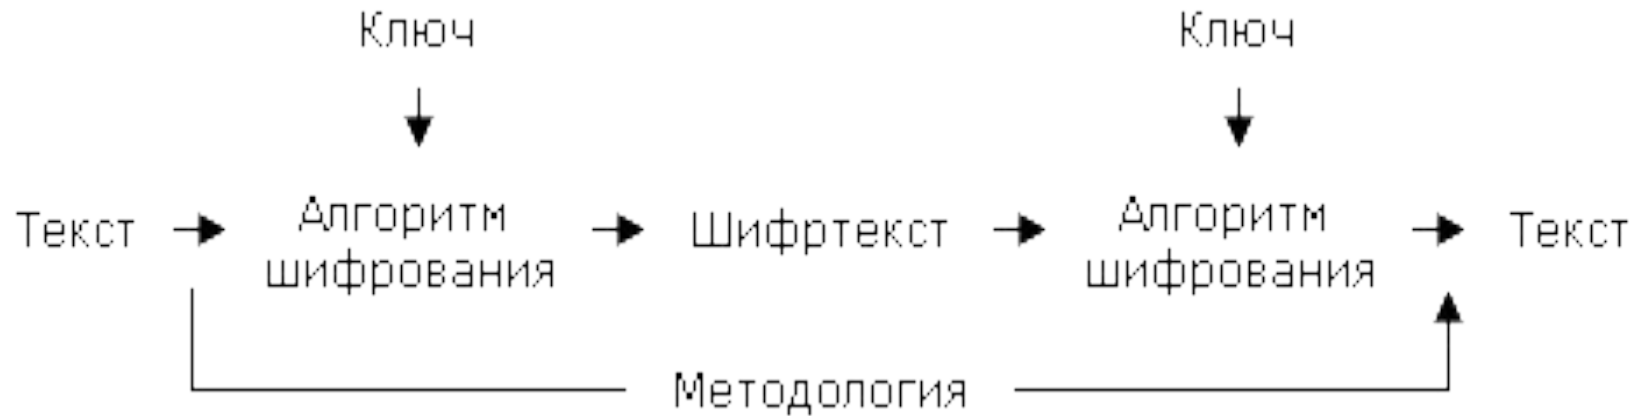 Ключ
Ключ
Текст
Алгоритм
шифрования
Шифртекст
Алгоритм
шифрования
Текст
Методология